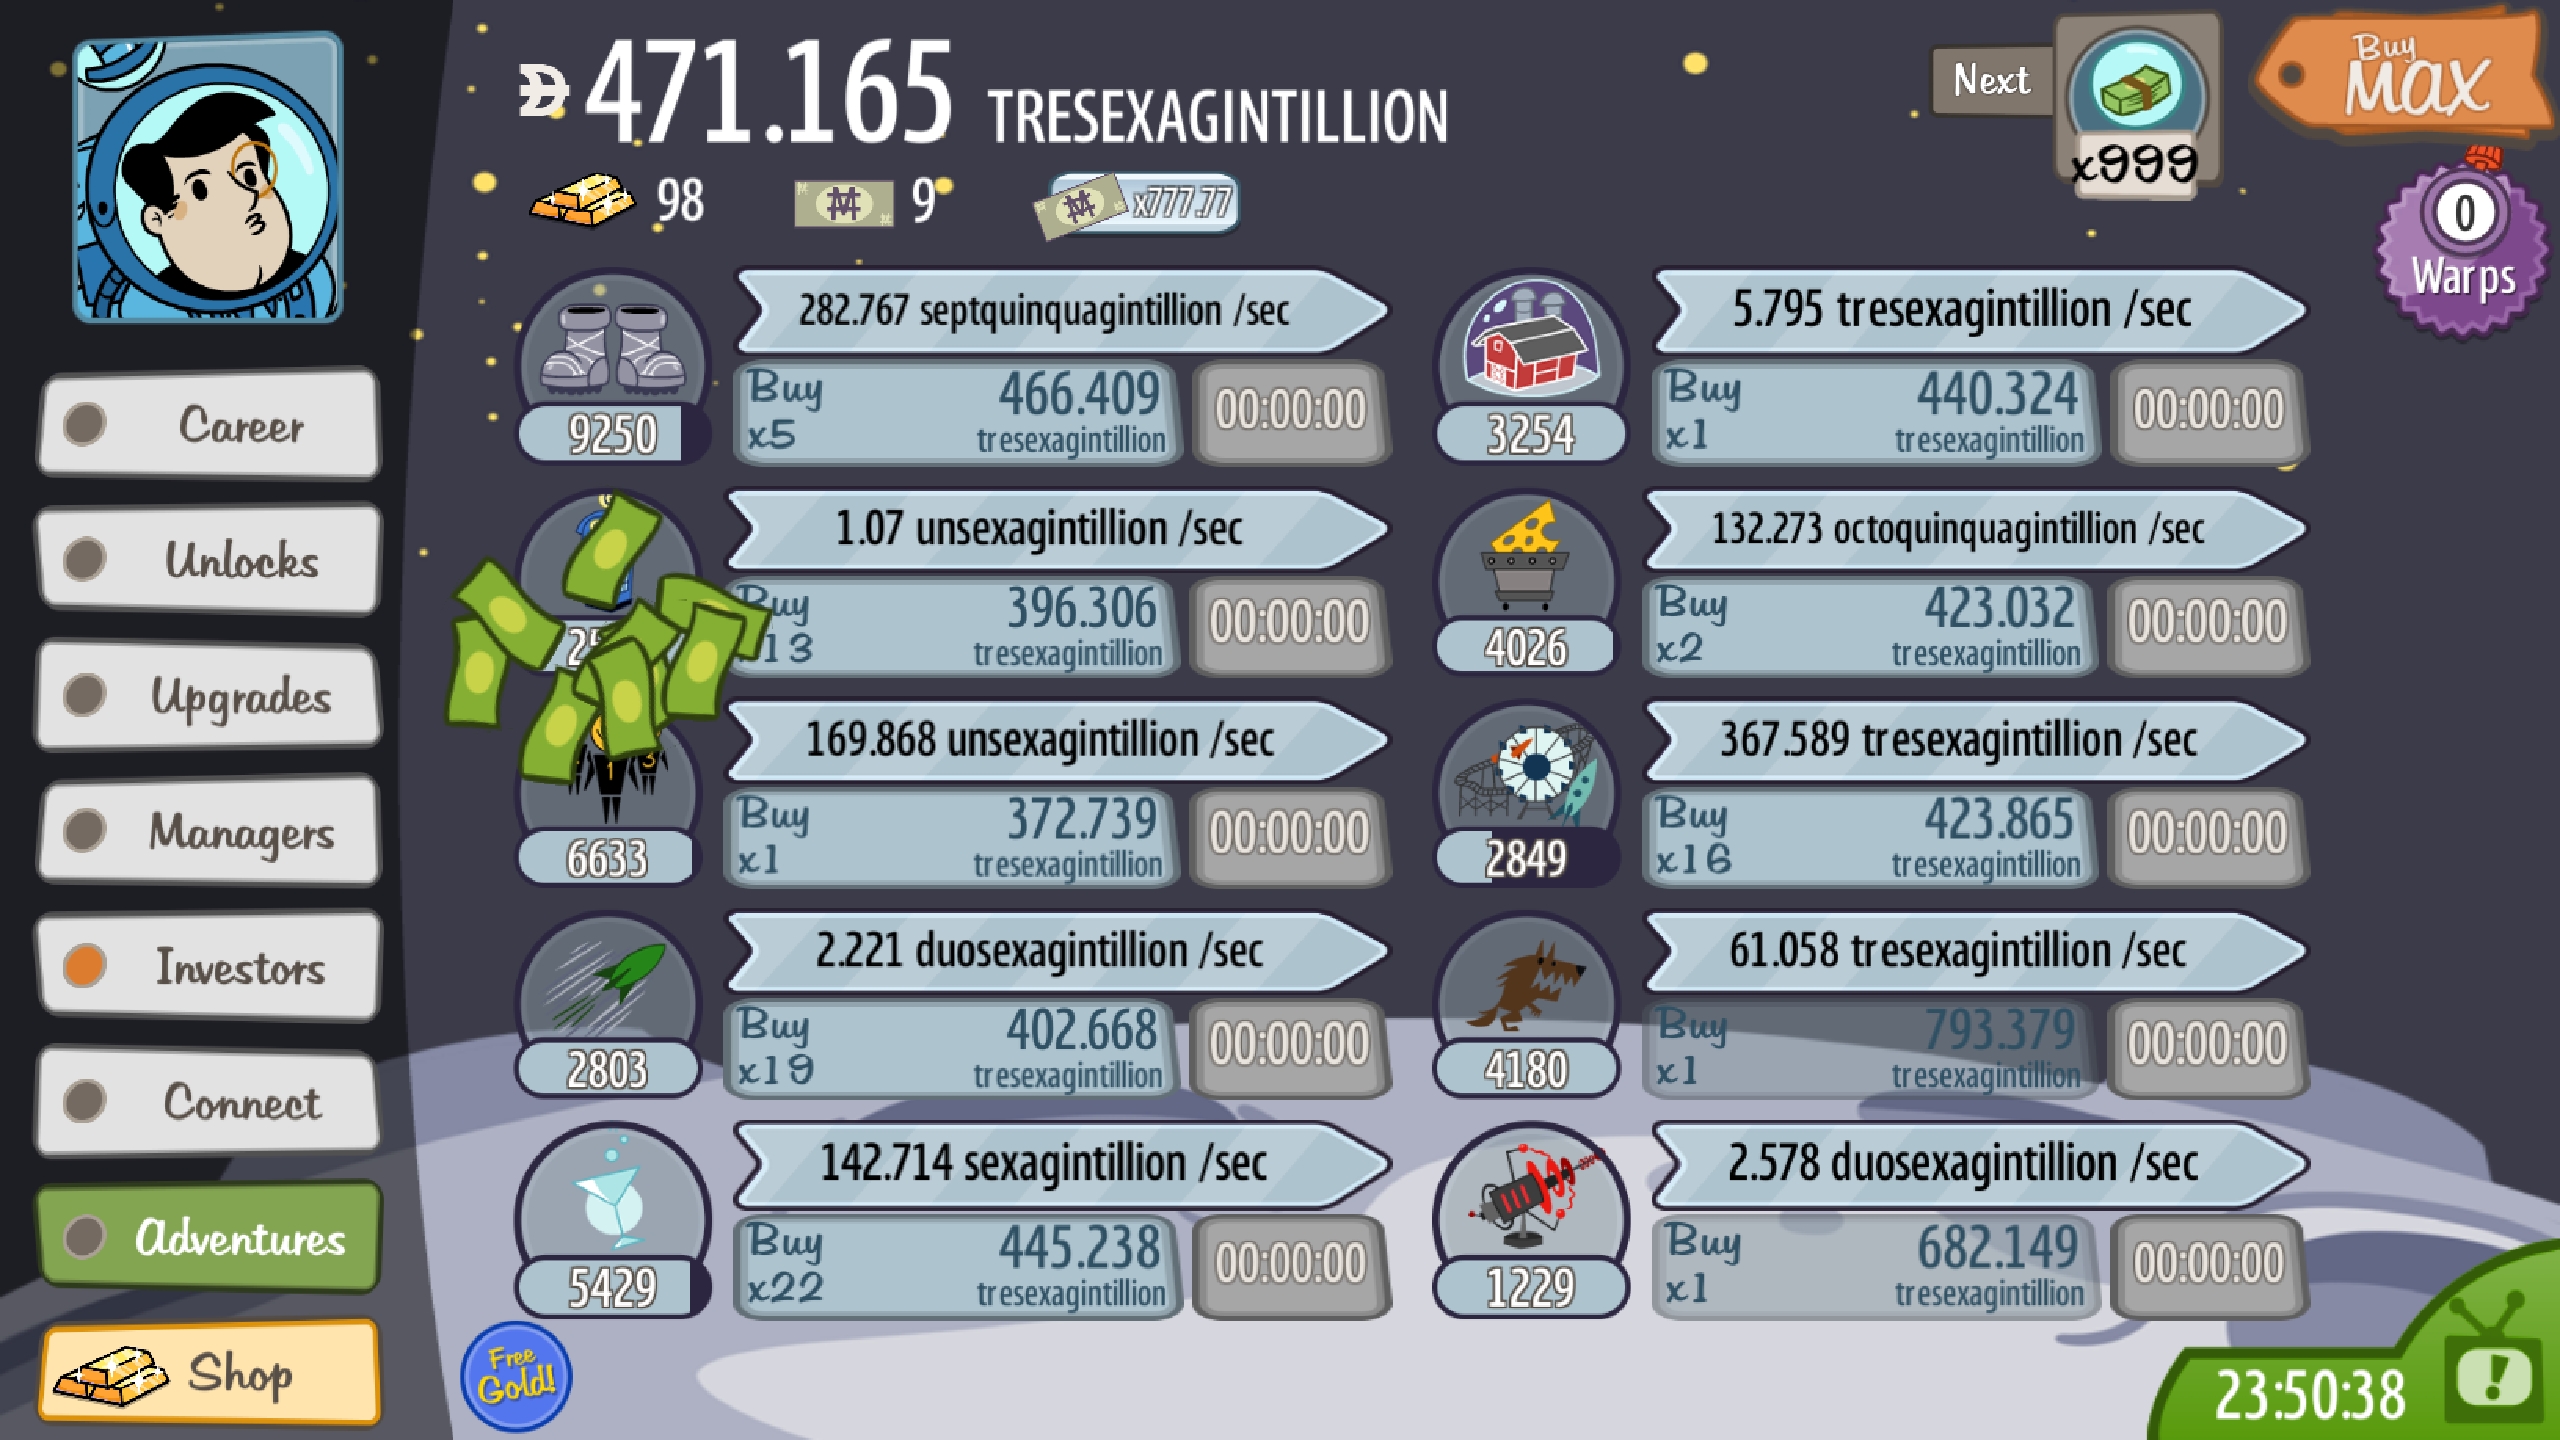 471.165 TRESEXAGINTILLION
Next
x999
Buy
MAX
98
9
x777.77
0
Warps
Career
Unlocks
Upgrades
Managers
Investors
Connect
Adventures
Shop
282.767 septquinquagintillion /sec
9250
Buy
x5
466.409
tresexagintillion
00:00:00
5.795 tresexagintillion /sec
3254
Buy
x1
440.324
tresexagintillion
00:00:00
1.07 unsexagintillion /sec
Buy
13
396.306
tresexagintillion
00:00:00
132.273 octoquinquagintillion /sec
4026
Buy
x2
423.032
tresexagintillion
00:00:00
169.868 unsexagintillion /sec
1 3
6633
Buy
x1
372.739
tresexagintillion
00:00:00
367.589 tresexagintillion /sec
2849
Buy
x16
423.865
tresexagintillion
00:00:00
2.221 duosexagintillion /sec
2803
Buy
x19
402.668
tresexagintillion
00:00:00
61.058 tresexagintillion /sec
4180
Buy
x1
793.379
tresexagintillion
00:00:00
142.714 sexagintillion /sec
5429
Buy
x22
445.238
tresexagintillion
00:00:00
2.578 duosexagintillion /sec
1229
Buy
x1
682.149
tresexagintillion
00:00:00
Free
Gold!
23:50:38